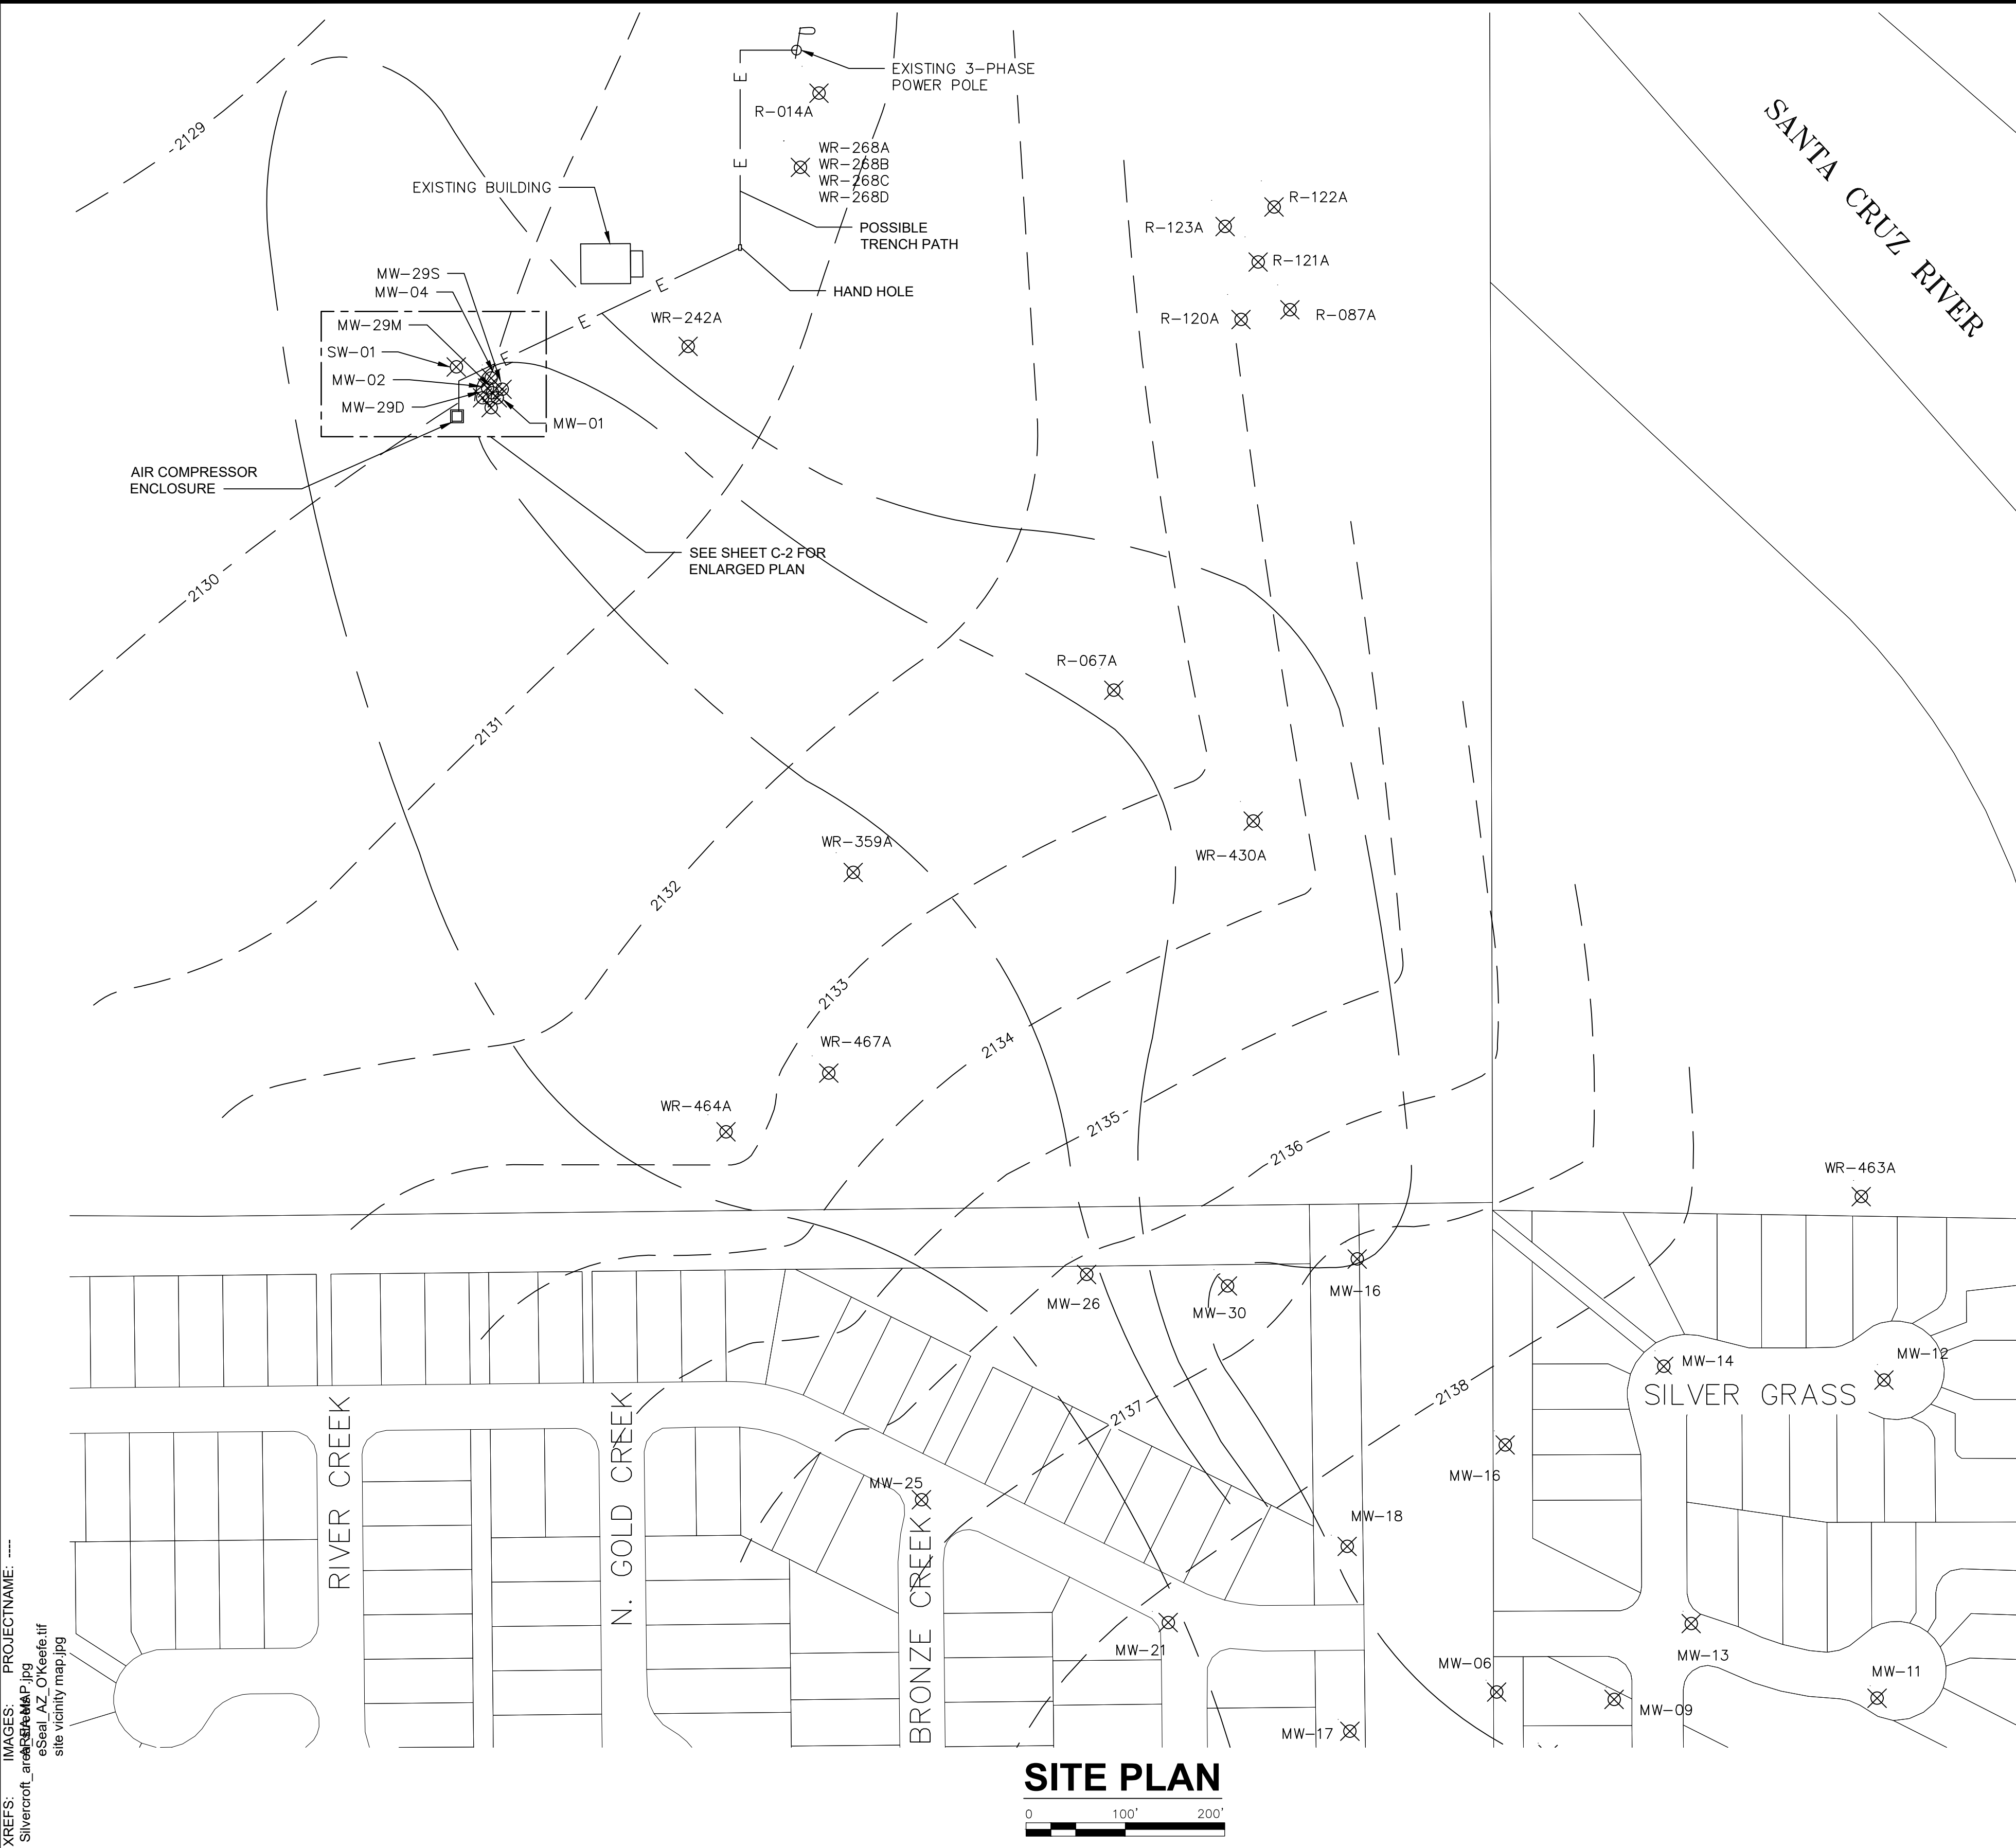 EXISTING 3-PHASE
POWER POLE
R-014A
2129
WR-268A
WR-268B
WR-268C
WR-268D
E
E
EXISTING BUILDING
POSSIBLE
TRENCH PATH
SANTA CRUZ RIVER
R-122A
R-123A
R-121A
R-120A
R-087A
HAND HOLE
E
E
E
WR-242A
MW-29S
MW-04
MW-29M
SW-01
MW-02
MW-29D
MW-01
AIR COMPRESSOR
ENCLOSURE
SEE SHEET C-2 FOR
ENLARGED PLAN
2130
R-067A
2131
WR-359A
WR-430A
2132
2133
WR-467A
2134
WR-464A
2135
2136
WR-463A
MW-26
MW-30
MW-16
MW-14
MW-12
SILVER GRASS
2138
2137
RIVER CREEK
N. GOLD CREEK
MW-25
MW-16
MW-18
BRONZE CREEK
MW-21
MW-06
MW-13
MW-11
MW-09
MW-17
SITE PLAN
0 100' 200'
XREFS: IMAGES: PROJECTNAME: ----
eSeal_AZ_O'Keefe.tif
site vicinity map.jpg